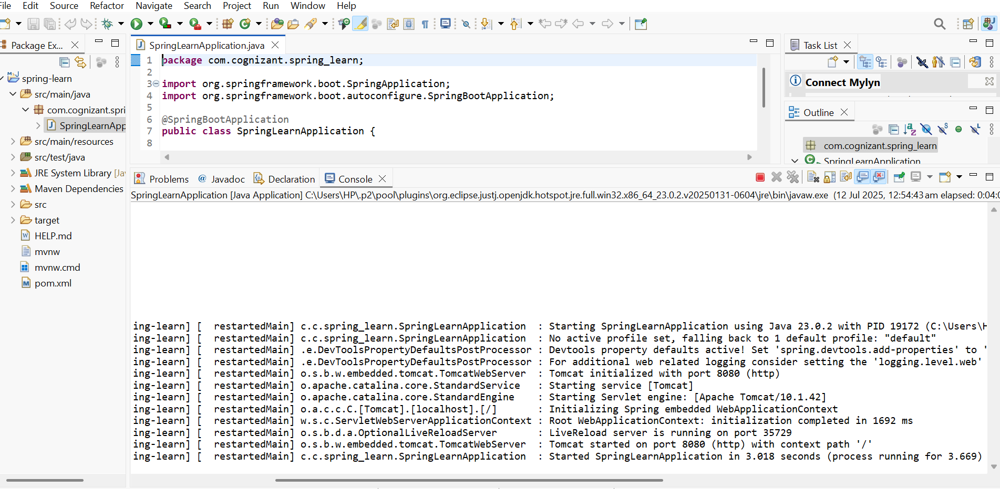 File Edit Source Refactor Navigate Search Project Run Window Help
Package Ex...
spring-learn
src/main/java
com.cognizant.spri
SpringLearnApp
src/main/resources
src/test/java
JRE System Library [Jav
Maven Dependencies
src
target
HELP.md
mvnw
mvnw.cmd
pom.xml
SpringLearnApplication.java
1 package com.cognizant.spring_learn;
2
3 import org.springframework.boot.SpringApplication;
4 import org.springframework.boot.autoconfigure.SpringBootApplication;
5
6 @SpringBootApplication
7 public class SpringLearnApplication {
8
Task List
Connect Mylyn
Outline
com.cognizant.spring_learn
SpringLearnApplication
Problems Javadoc Declaration Console
SpringLearnApplication [Java Application] C:\Users\HP\.p2\pool\plugins\org.eclipse.justj.openjdk.hotspot.jre.full.win32.x86_64_23.0.2.v20250131-0604\jre\bin\javaw.exe (12 Jul 2025, 12:54:43 am elapsed: 0:04:0
ing-learn] [  restartedMain] c.c.spring_learn.SpringLearnApplication  : Starting SpringLearnApplication using Java 23.0.2 with PID 19172 (C:\Users\H
ing-learn] [  restartedMain] c.c.spring_learn.SpringLearnApplication  : No active profile set, falling back to 1 default profile: "default"
ing-learn] [  restartedMain] .e.DevToolsPropertyDefaultsPostProcessor : Devtools property defaults active! Set 'spring.devtools.add-properties' to '
ing-learn] [  restartedMain] .e.DevToolsPropertyDefaultsPostProcessor : For additional web related logging consider setting the 'logging.level.web'
ing-learn] [  restartedMain] o.s.b.w.embedded.tomcat.TomcatWebServer  : Tomcat initialized with port 8080 (http)
ing-learn] [  restartedMain] o.apache.catalina.core.StandardService   : Starting service [Tomcat]
ing-learn] [  restartedMain] o.apache.catalina.core.StandardEngine    : Starting Servlet engine: [Apache Tomcat/10.1.42]
ing-learn] [  restartedMain] o.a.c.c.C.[Tomcat].[localhost].[/]       : Initializing Spring embedded WebApplicationContext
ing-learn] [  restartedMain] w.s.c.ServletWebServerApplicationContext : Root WebApplicationContext: initialization completed in 1692 ms
ing-learn] [  restartedMain] o.s.b.d.a.OptionalLiveReloadServer       : LiveReload server is running on port 35729
ing-learn] [  restartedMain] o.s.b.w.embedded.tomcat.TomcatWebServer  : Tomcat started on port 8080 (http) with context path '/'
ing-learn] [  restartedMain] c.c.spring_learn.SpringLearnApplication  : Started SpringLearnApplication in 3.018 seconds (process running for 3.669)